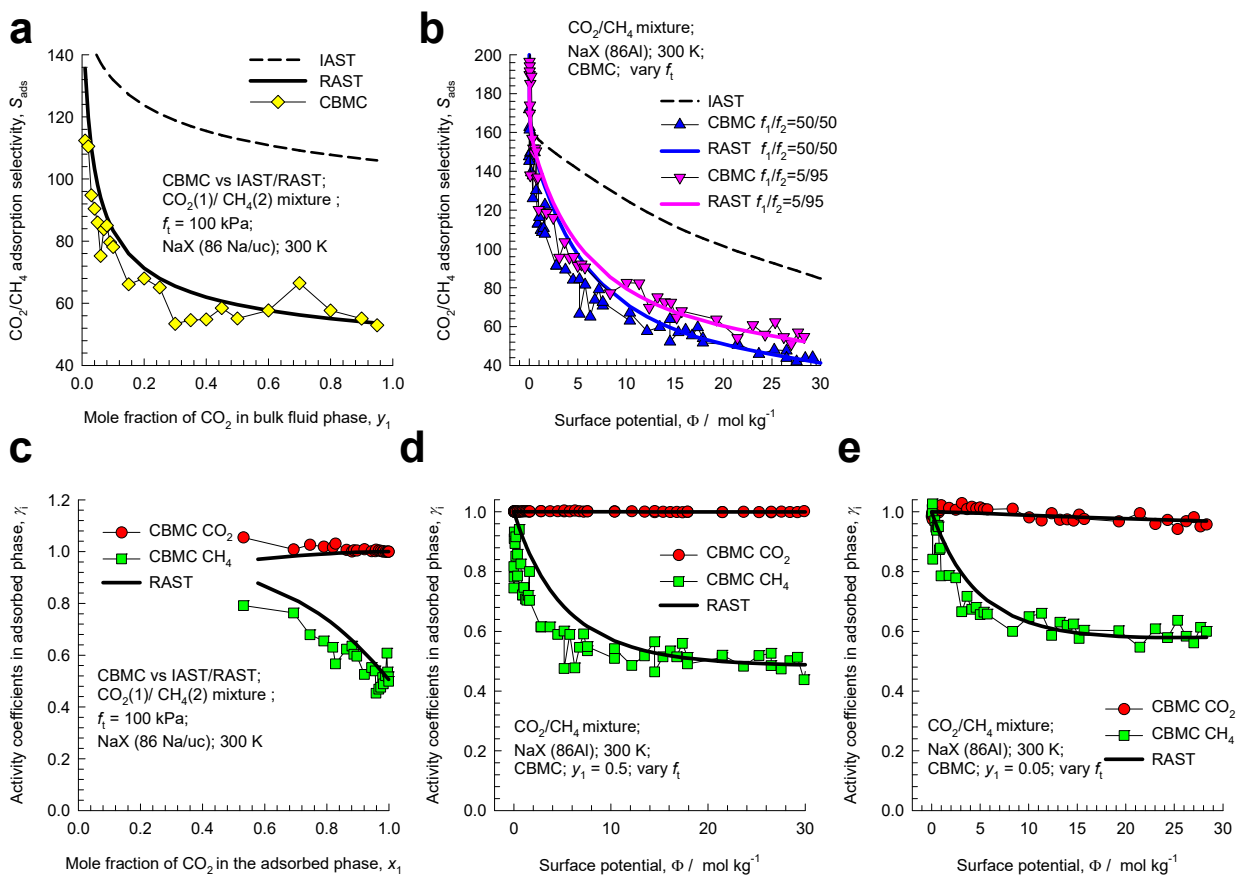 a
140
120
100
80
60
40
0.0
0.2
0.4
0.6
0.8
1.0
CO2/CH4 adsorption selectivity, Sads
Mole fraction of CO2 in bulk fluid phase, y1
IAST
RAST
CBMC
CBMC vs IAST/RAST;
CO2(1)/ CH4(2) mixture ;
ft = 100 kPa;
NaX (86 Na/uc); 300 K
b
CO2/CH4 mixture;
NaX (86Al); 300 K;
CBMC; vary ft
200
180
160
140
120
100
80
60
40
0
5
10
15
20
25
30
CO2/CH4 adsorption selectivity, Sads
Surface potential, Φ / mol kg-1
IAST
CBMC f1/f2=50/50
RAST f1/f2=50/50
CBMC f1/f2=5/95
RAST f1/f2=5/95
c
1.2
1.0
0.8
0.6
0.4
0.2
0.0
0.0
0.2
0.4
0.6
0.8
1.0
Activity coefficients in adsorbed phase, γi
Mole fraction of CO2 in the adsorbed phase, x1
CBMC CO2
CBMC CH4
RAST
CBMC vs IAST/RAST;
CO2(1)/ CH4(2) mixture ;
ft = 100 kPa;
NaX (86 Na/uc); 300 K
d
1.0
0.8
0.6
0.4
0.2
0.0
0
10
20
30
Activity coefficients in adsorbed phase, γi
Surface potential, Φ / mol kg-1
CBMC CO2
CBMC CH4
RAST
CO2/CH4 mixture;
NaX (86Al); 300 K;
CBMC; y1 = 0.5; vary ft
e
1.0
0.8
0.6
0.4
0.2
0.0
0
5
10
15
20
25
30
Activity coefficients in adsorbed phase, γi
Surface potential, Φ / mol kg-1
CBMC CO2
CBMC CH4
RAST
CO2/CH4 mixture;
NaX (86Al); 300 K;
CBMC; y1 = 0.05; vary ft